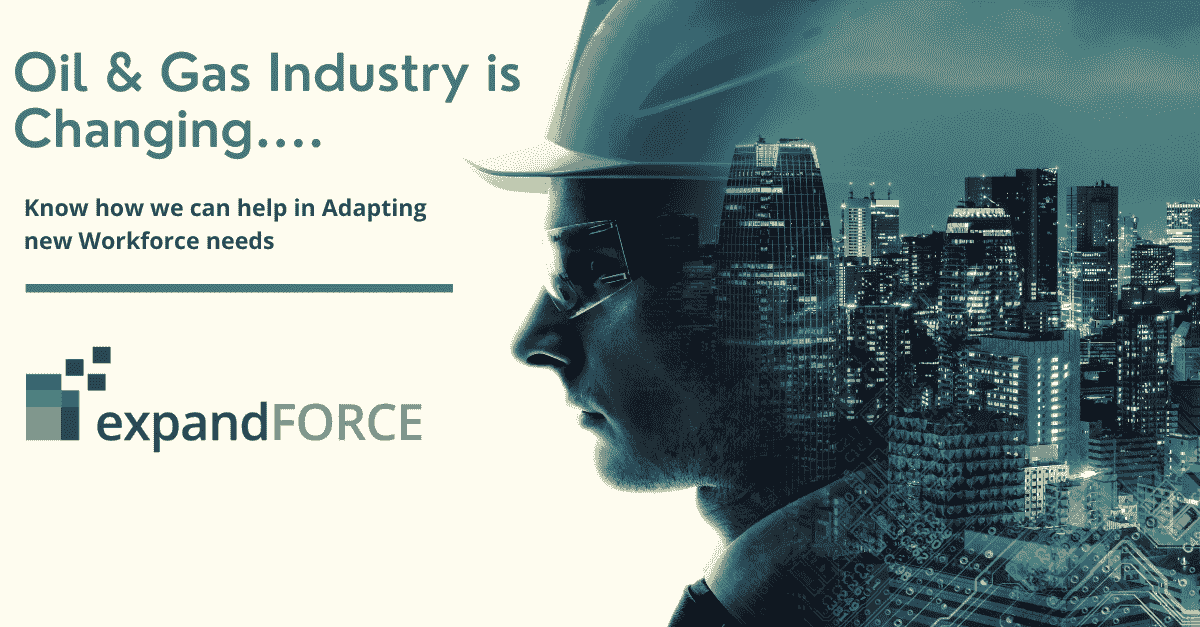 Oil & Gas Industry is
Changing....
Know how we can help in Adapting
new Workforce needs
expandFORCE